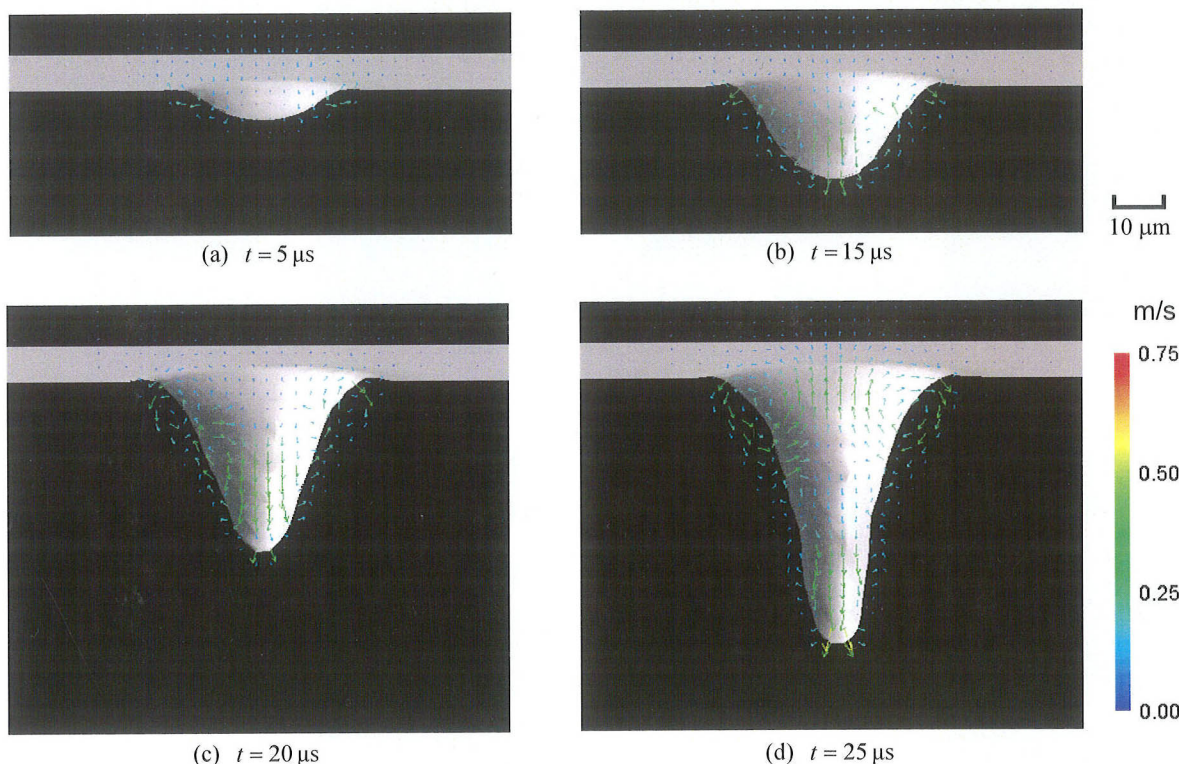 (a) t = 5 μs
(b) t = 15 μs
10 μm
m/s
0.75
0.50
0.25
0.00
(c) t = 20 μs
(d) t = 25 μs